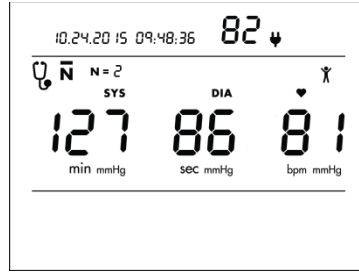 10.24.2015 09:48:36 82
N̄ N = 2
SYS DIA
127 86 81
min mmHg sec mmHg bpm mmHg